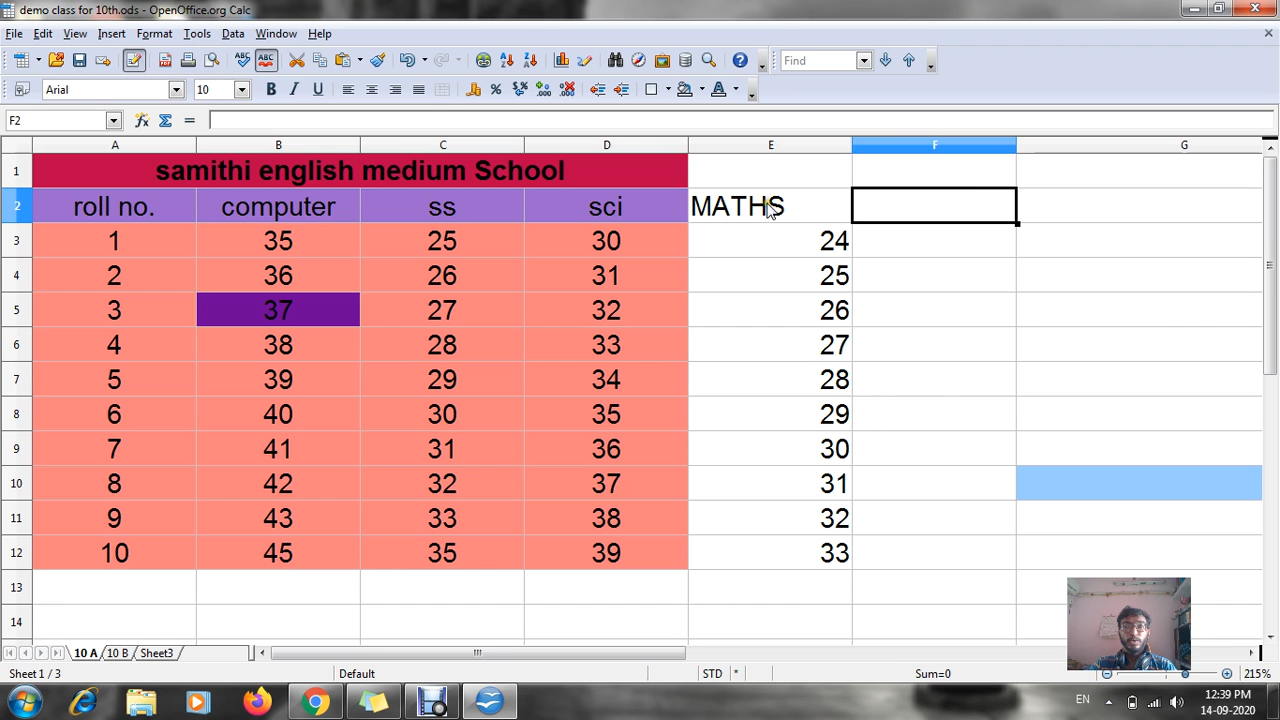 demo class for 10th.ods - OpenOffice.org Calc
File Edit View Insert Format Tools Data Window Help
Find
Arial 10
F2
A B C D E F G
1 samithi english medium School
2 roll no. computer ss sci MATHS
3 1 35 25 30 24
4 2 36 26 31 25
5 3 37 27 32 26
6 4 38 28 33 27
7 5 39 29 34 28
8 6 40 30 35 29
9 7 41 31 36 30
10 8 42 32 37 31
11 9 43 33 38 32
12 10 45 35 39 33
13
14
10 A 10 B Sheet3
Sheet 1 / 3 Default STD * Sum=0 215%
EN 12:39 PM
14-09-2020